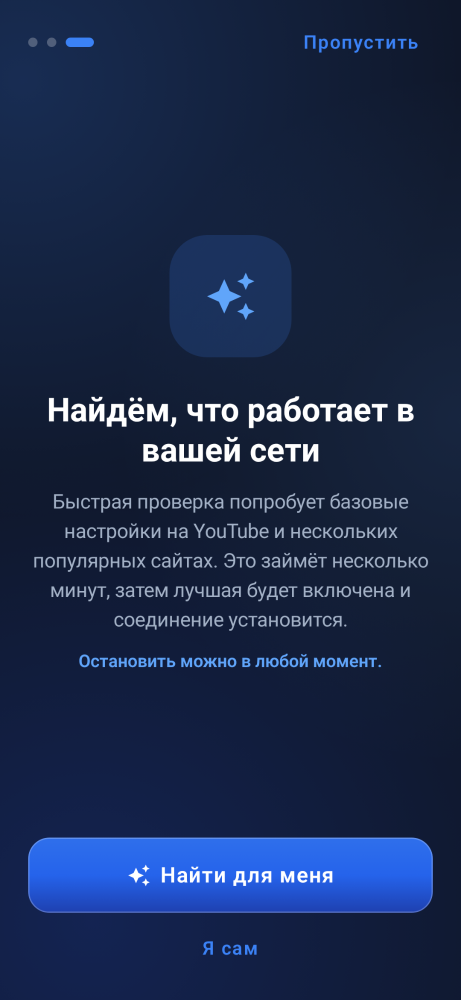 Пропустить
Найдём, что работает в
вашей сети
Быстрая проверка попробует базовые
настройки на YouTube и нескольких
популярных сайтах. Это займёт несколько
минут, затем лучшая будет включена и
соединение установится.
Остановить можно в любой момент.
Найти для меня
Я сам